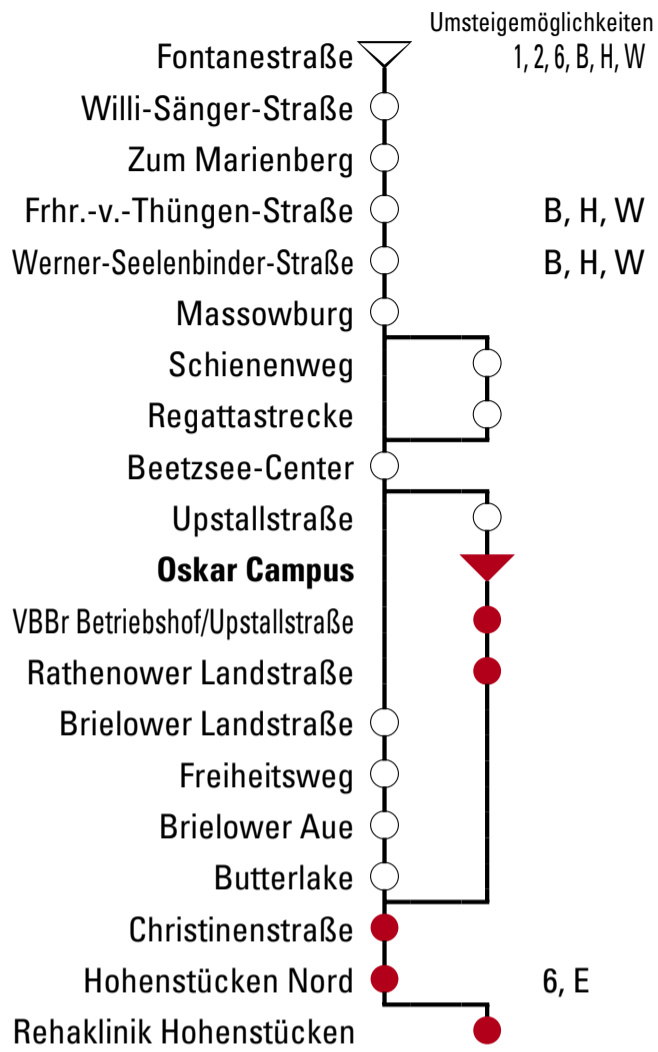 Umsteigemöglichkeiten
Fontanestraße 1, 2, 6, B, H, W
Willi-Sänger-Straße
Zum Marienberg
Frhr.-v.-Thüngen-Straße B, H, W
Werner-Seelenbinder-Straße B, H, W
Massowburg
Schienenweg
Regattastrecke
Beetzsee-Center
Upstallstraße
Oskar Campus
VBBr Betriebshof/Upstallstraße
Rathenower Landstraße
Brielower Landstraße
Freiheitsweg
Brielower Aue
Butterlake
Christinenstraße
Hohenstücken Nord 6, E
Rehaklinik Hohenstücken